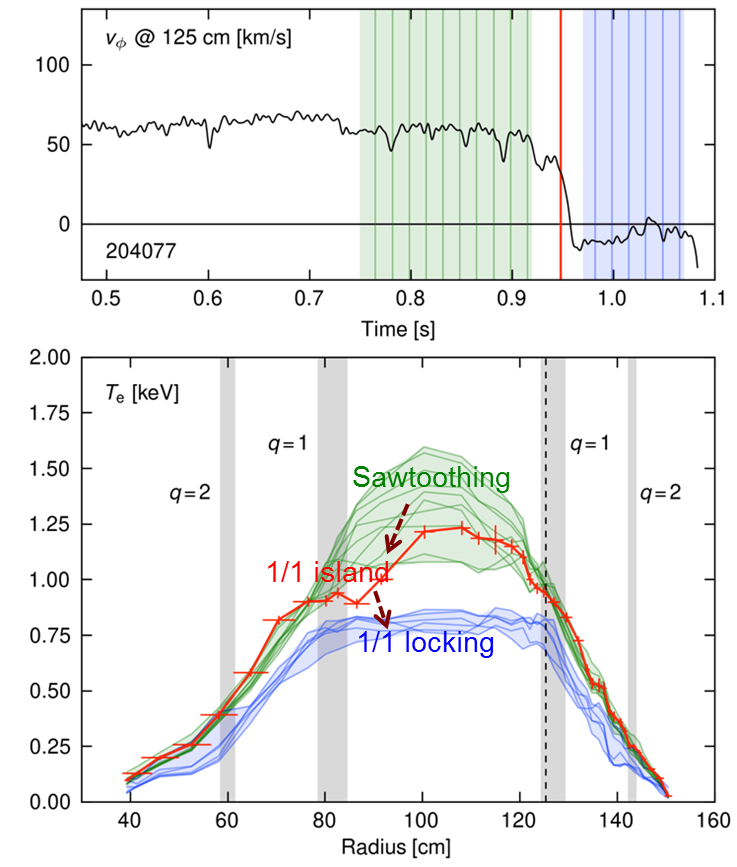 v_ϕ @ 125 cm [km/s]
100
50
0
204077
0.5 0.6 0.7 0.8 0.9 1.0 1.1
Time [s]
2.00
T_e [keV]
1.75
q=1 q=1
1.50
q=2 Sawtoothing q=2
1.25
1/1 island
1.00
0.75
1/1 locking
0.50
0.25
0.00
40 60 80 100 120 140 160
Radius [cm]